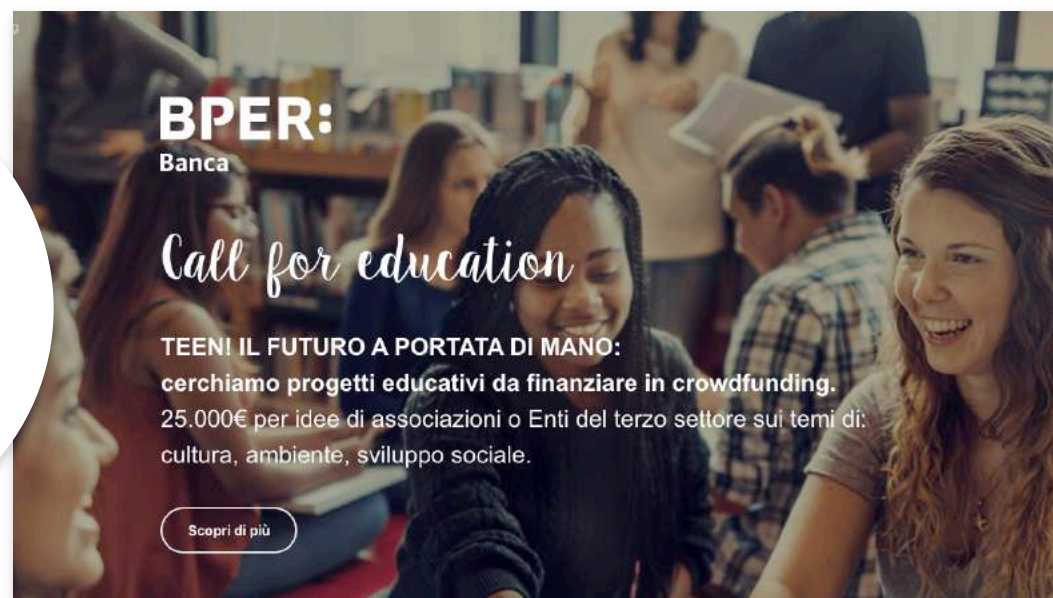 BPER:
Banca
Call for education
TEEN! IL FUTURO A PORTATA DI MANO:
cerchiamo progetti educativi da finanziare in crowdfunding.
25.000€ per idee di associazioni o Enti del terzo settore sui temi di:
cultura, ambiente, sviluppo sociale.
Scopri di più